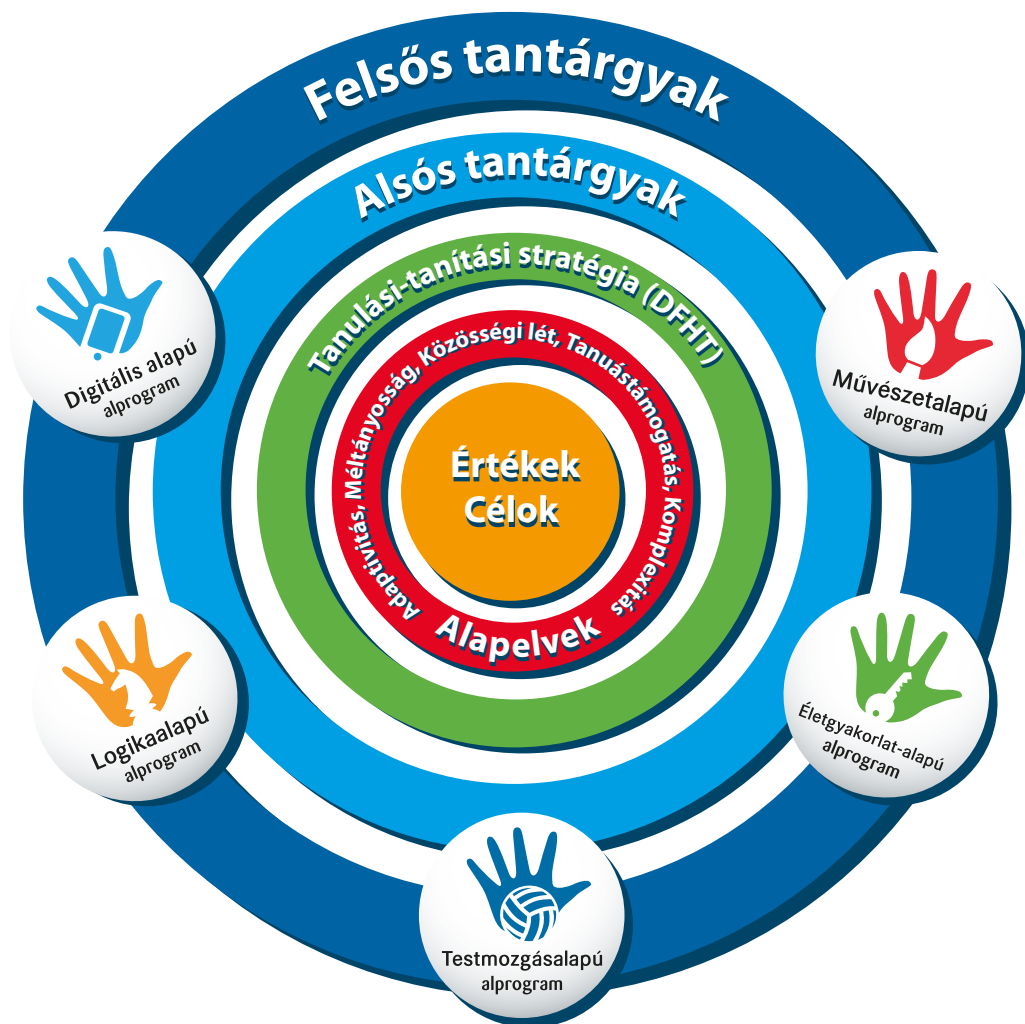 Felsős tantárgyak
Alsós tantárgyak
Tanulási-tanítási stratégia (DFHT)
Adaptivitás, Méltányosság, Közösségi lét, Tanuástámogatás, Komplexitás
Értékek
Célok
Alapelvek
Digitális alapú
alprogram
Művészetalapú
alprogram
Logikaalapú
alprogram
Életgyakorlat-alapú
alprogram
Testmozgásalapú
alprogram